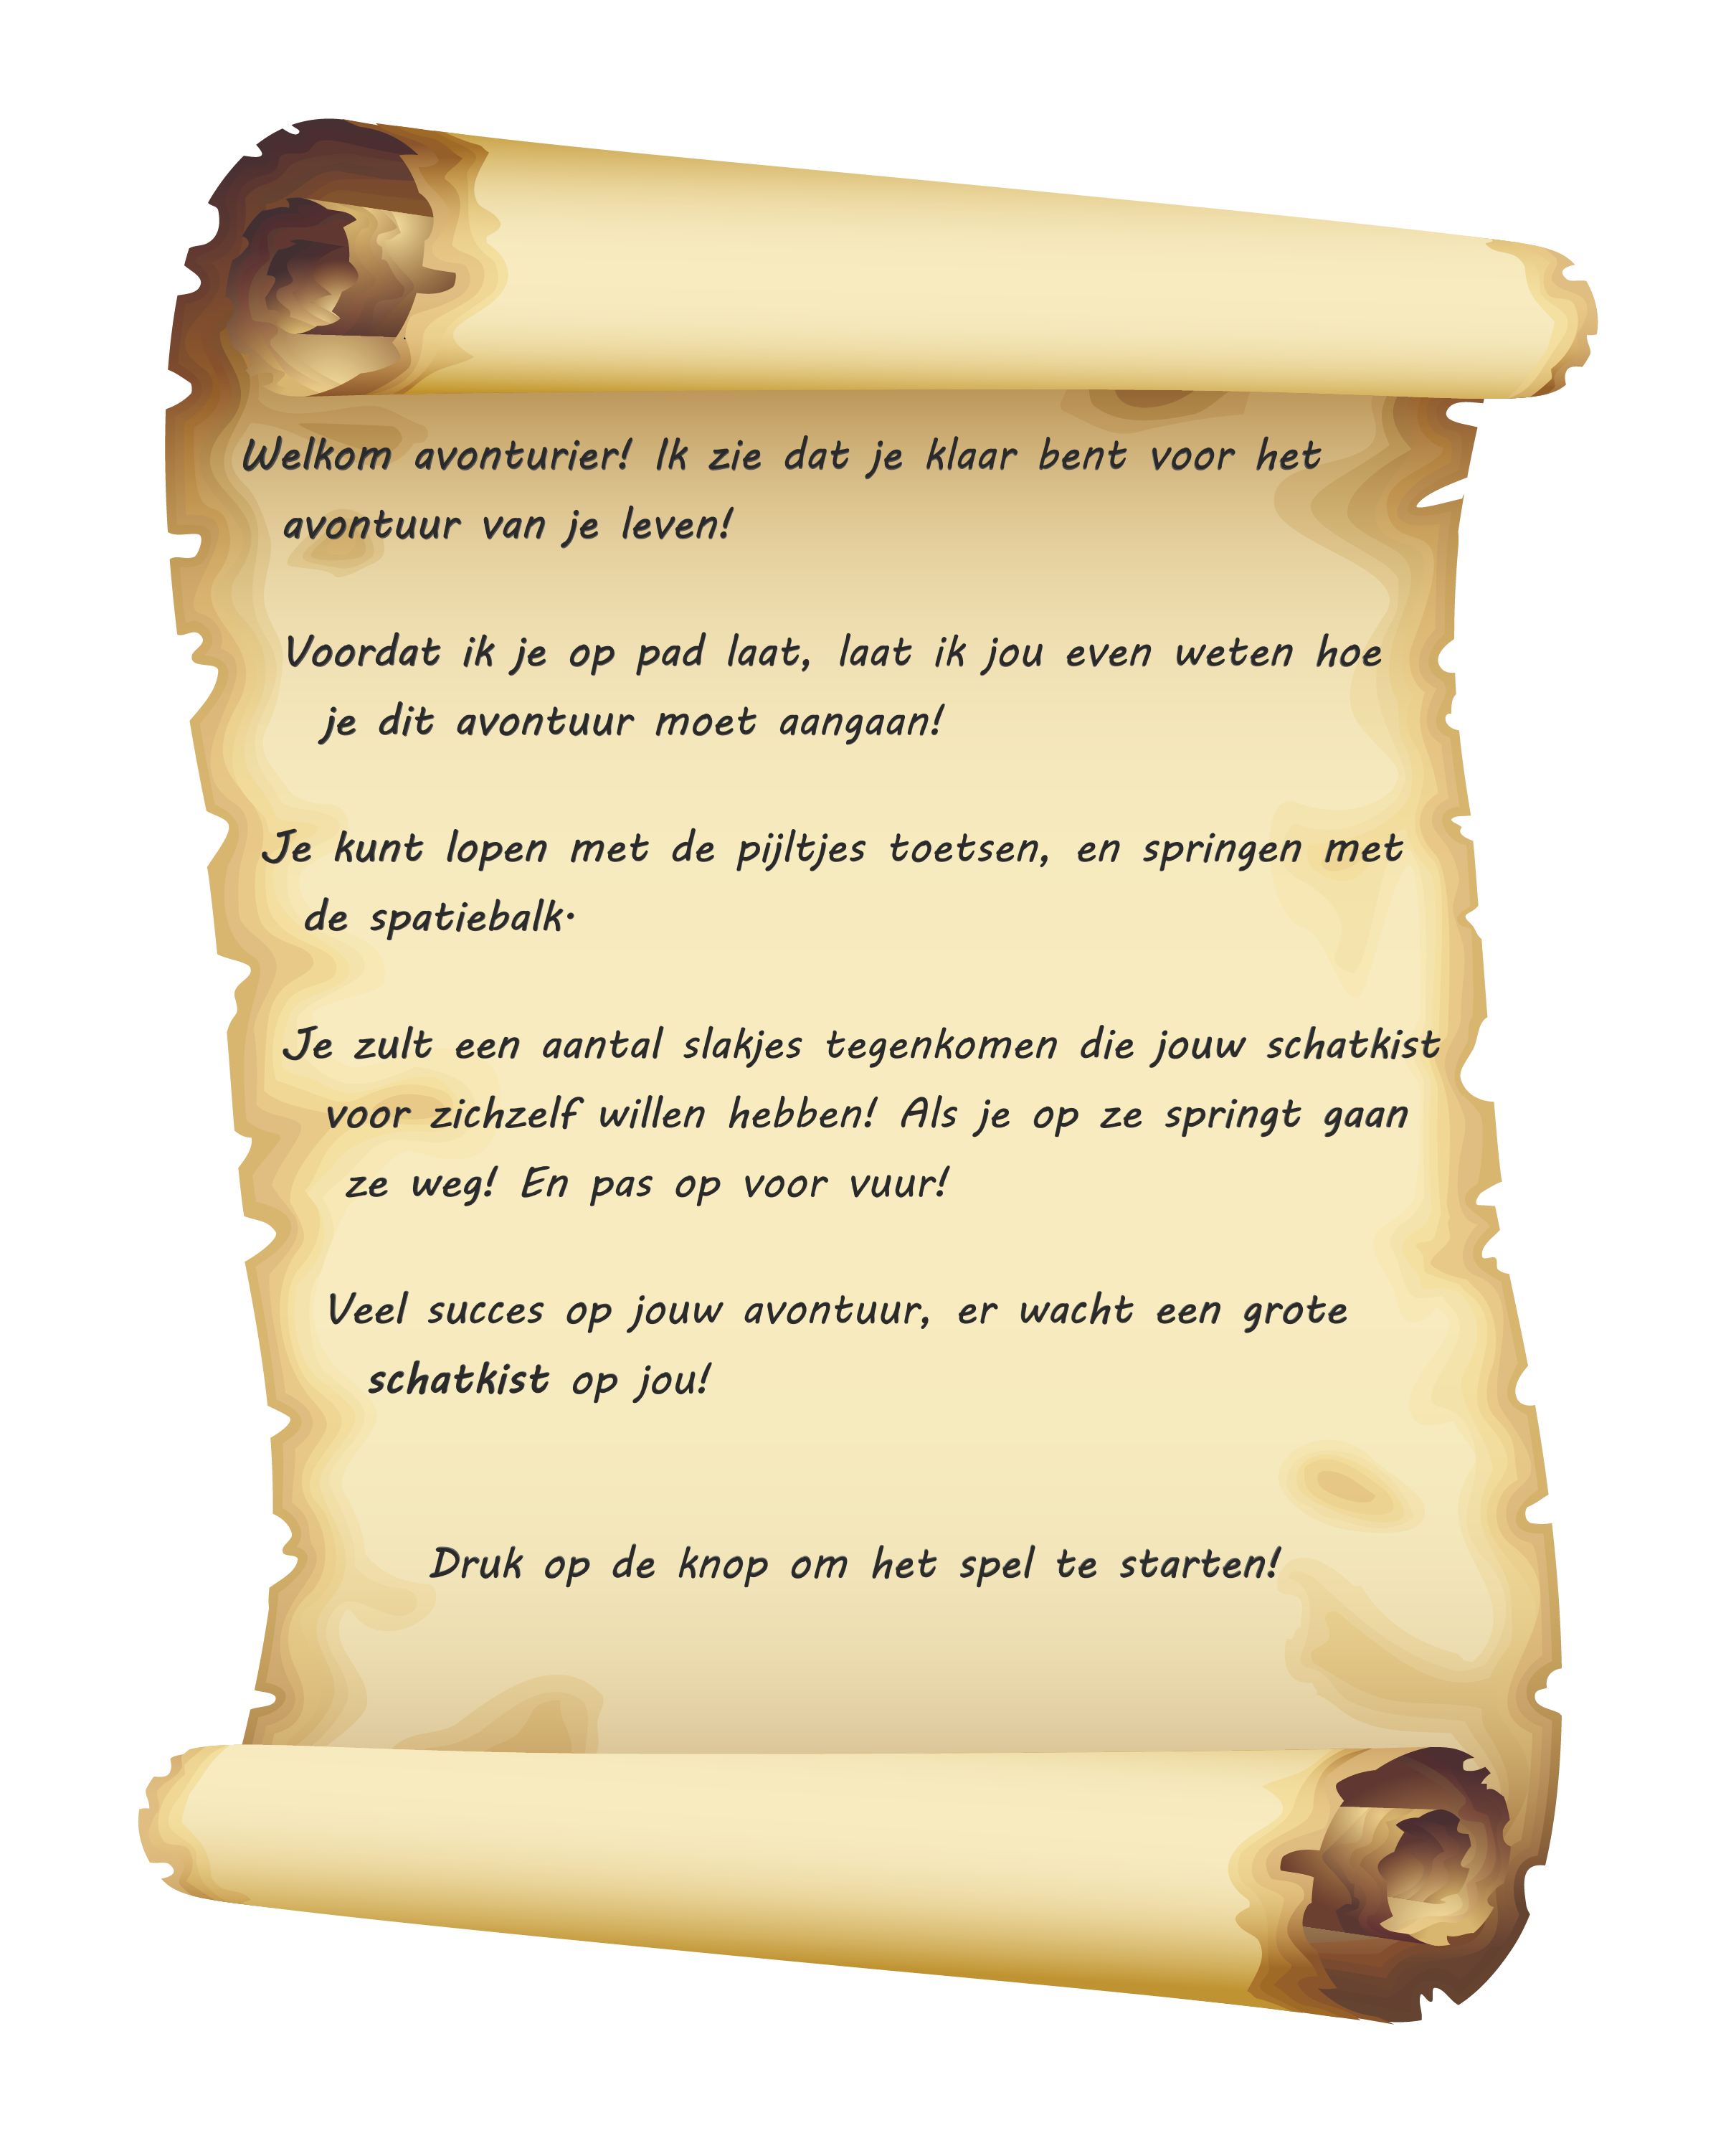 Welkom avonturier! Ik zie dat je klaar bent voor het
avontuur van je leven!
Voordat ik je op pad laat, laat ik jou even weten hoe
je dit avontuur moet aangaan!
Je kunt lopen met de pijltjes toetsen, en springen met
de spatiebalk.
Je zult een aantal slakjes tegenkomen die jouw schatkist
voor zichzelf willen hebben! Als je op ze springt gaan
ze weg! En pas op voor vuur!
Veel succes op jouw avontuur, er wacht een grote
schatkist op jou!
Druk op de knop om het spel te starten!